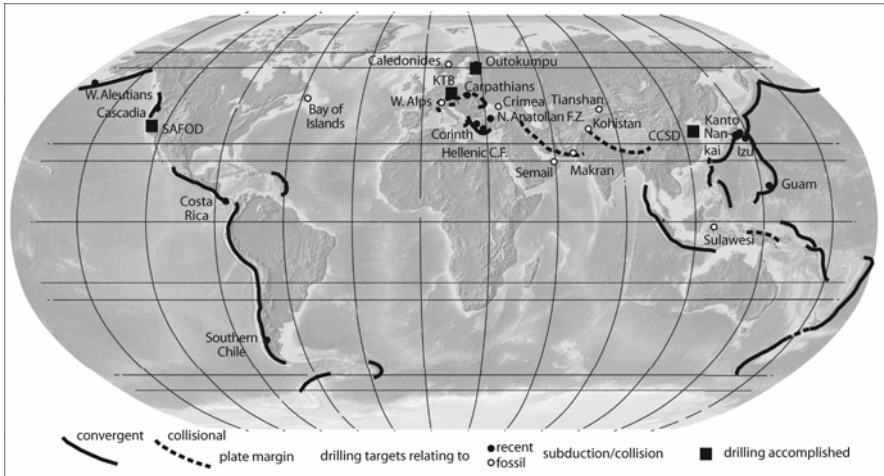 Caledonides
Outokumpu
KTB
Carpathians
W. Aleutians
W. Alps
Crimea
Tianshan
Cascadia
Bay of
Islands
N. Anatolian F.Z.
Kanto
SAFOD
Corinth
Kohistan
CCSD
Nan-
kai
Izu
Hellenic C.F.
Semail
Makran
Costa
Rica
Guam
Sulawesi
Southern
Chile
convergent
collisional
plate margin
drilling targets relating to
recent
fossil
subduction/collision
drilling accomplished